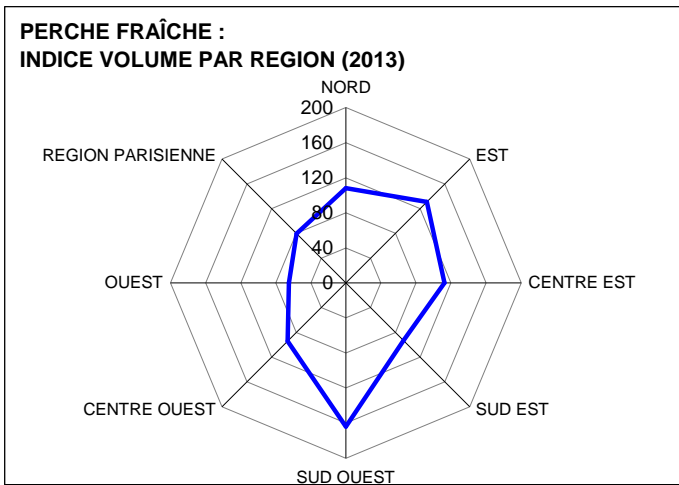 PERCHE FRAÎCHE :
INDICE VOLUME PAR REGION (2013)
NORD
200
REGION PARISIENNE
EST
160
120
80
40
OUEST
0
CENTRE EST
CENTRE OUEST
SUD EST
SUD OUEST